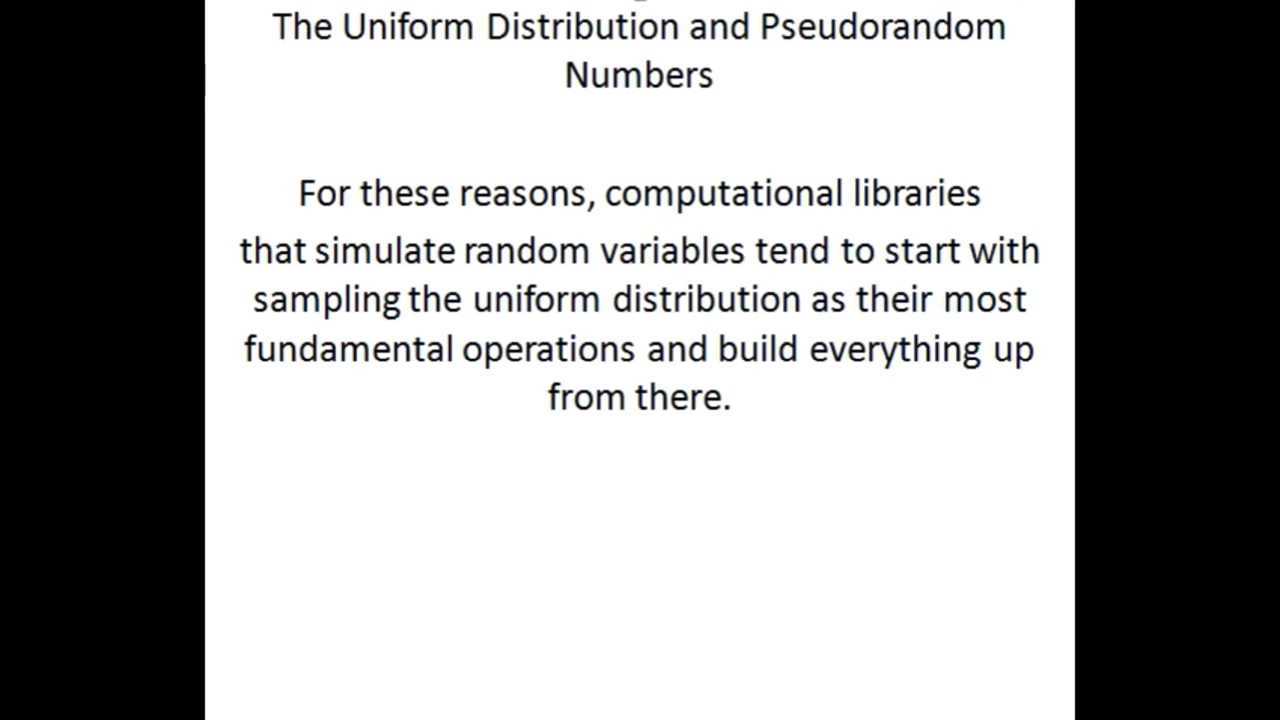 The Uniform Distribution and Pseudorandom
Numbers
For these reasons, computational libraries
that simulate random variables tend to start with
sampling the uniform distribution as their most
fundamental operations and build everything up
from there.